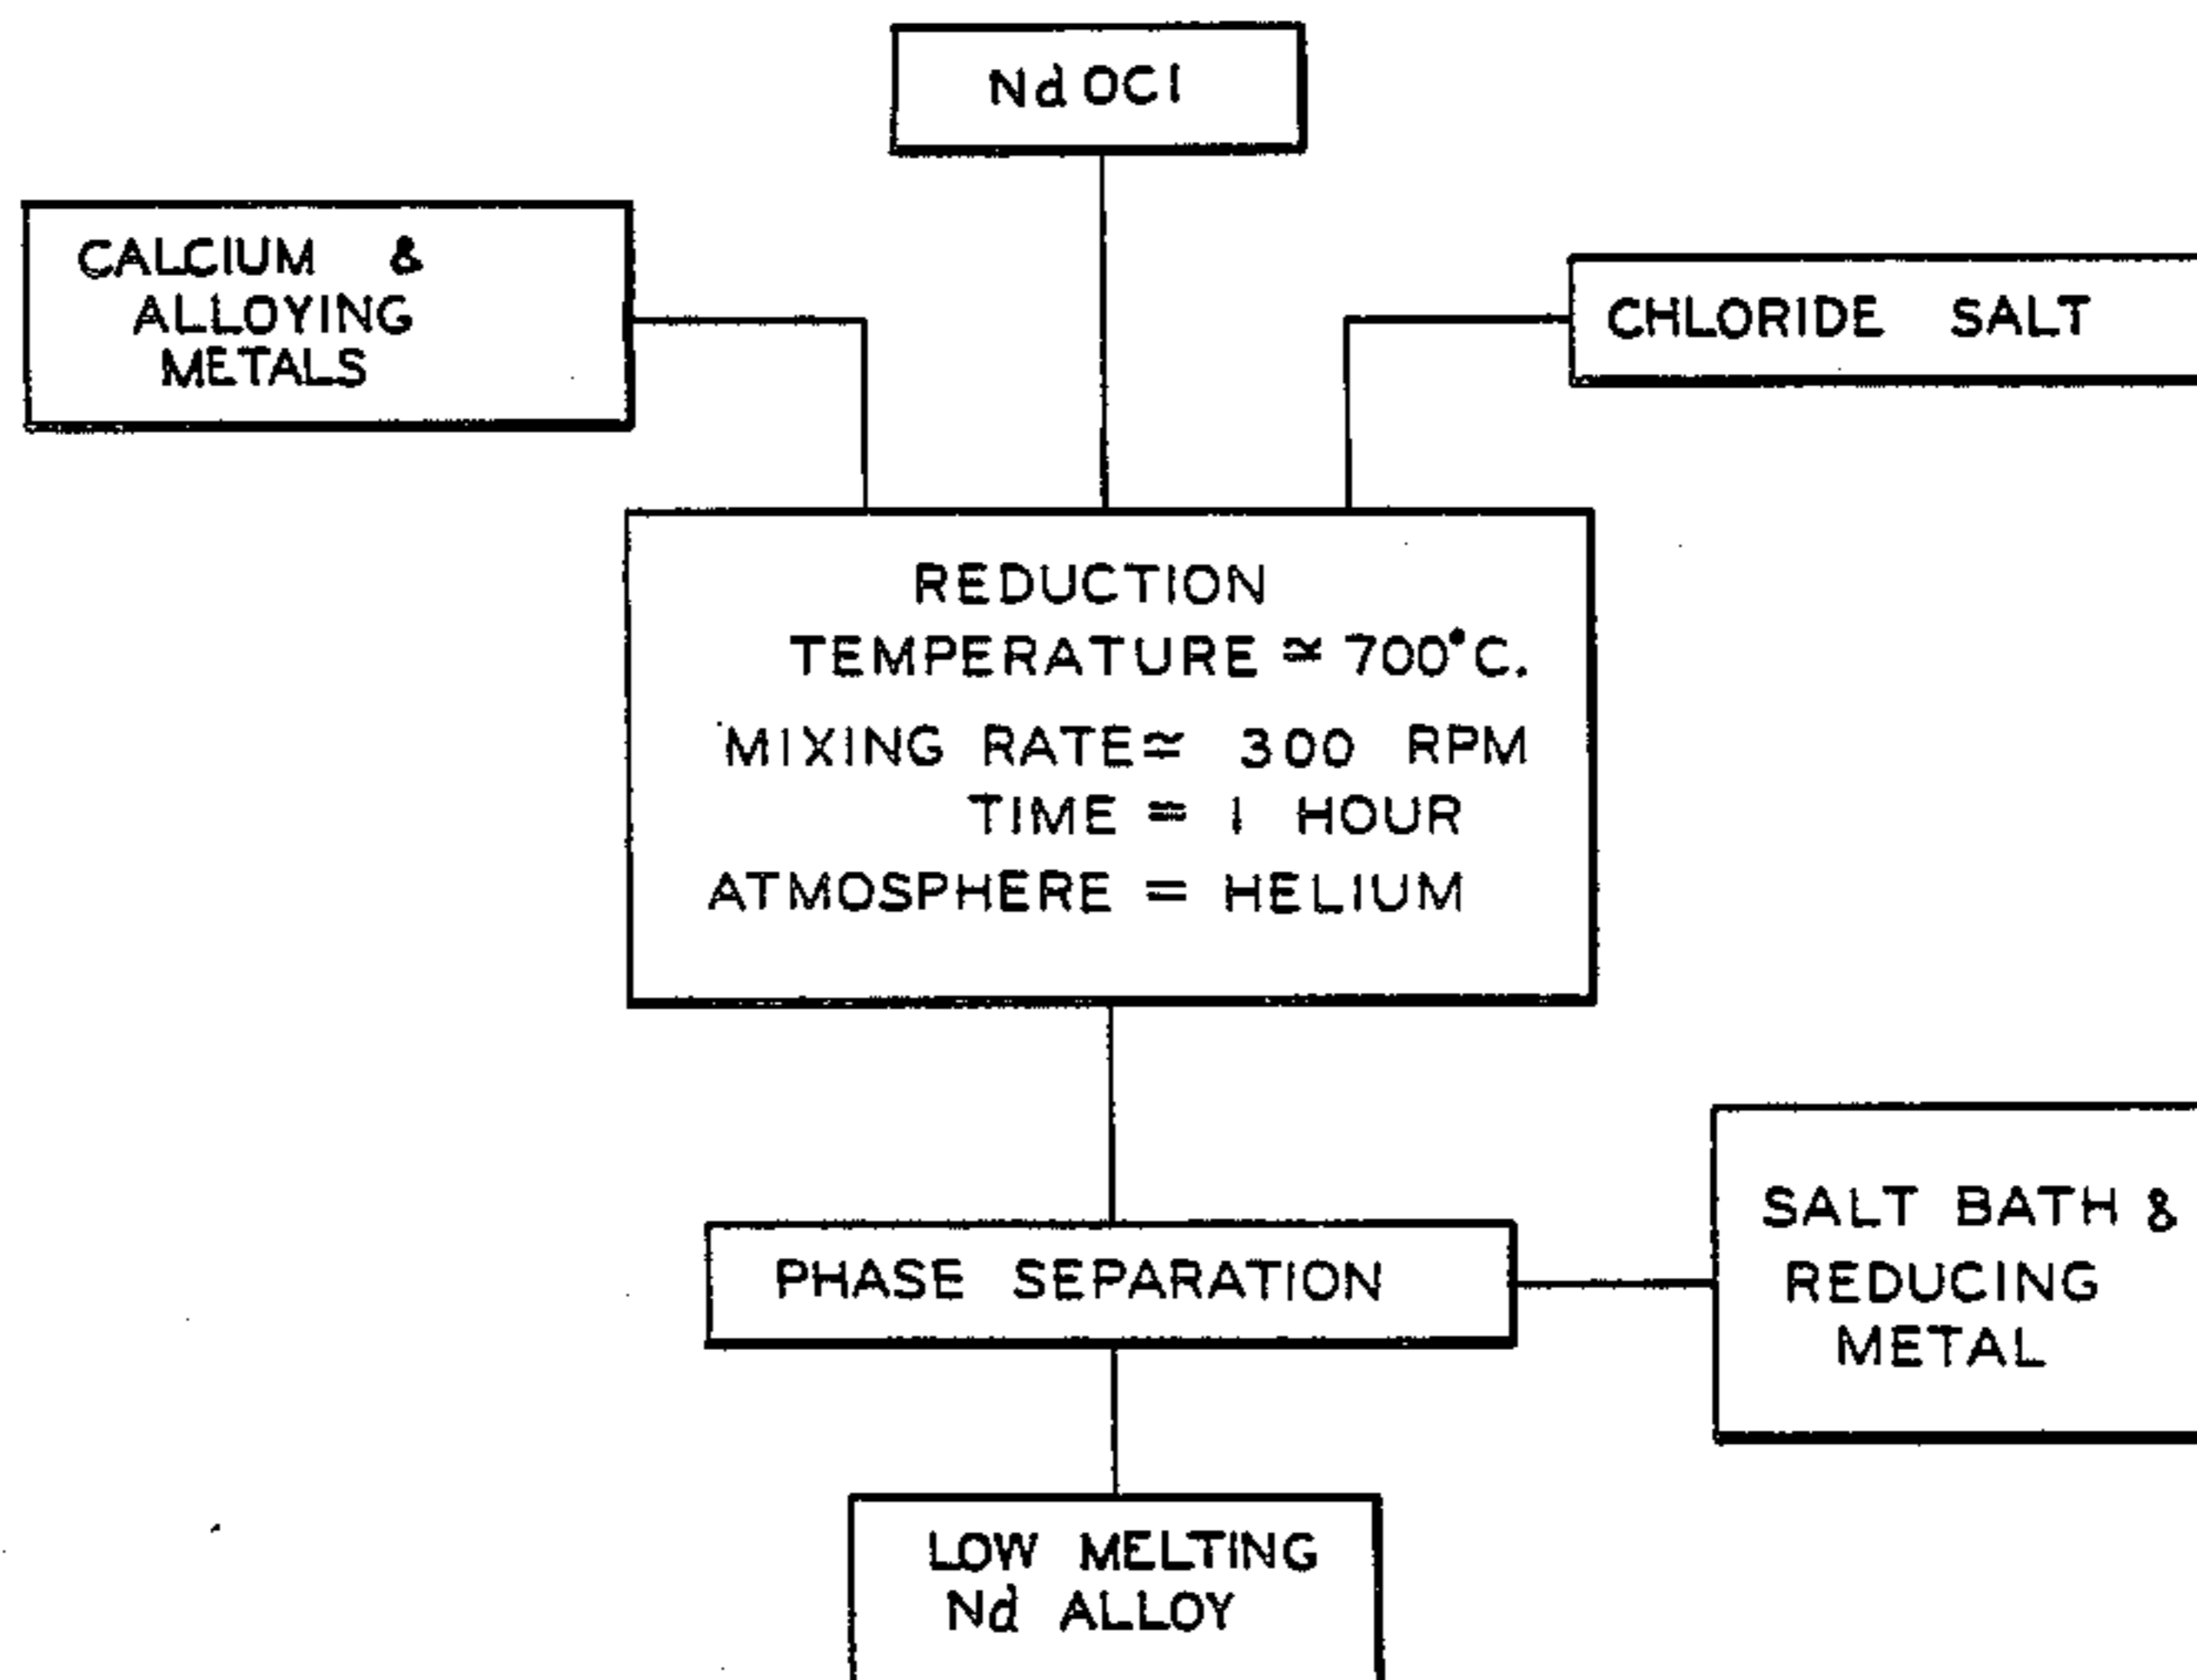 Nd OCl
CALCIUM &
ALLOYING
METALS
CHLORIDE SALT
REDUCTION
TEMPERATURE ≃ 700°C.
MIXING RATE ≃ 300 RPM
TIME = 1 HOUR
ATMOSPHERE = HELIUM
PHASE SEPARATION
SALT BATH &
REDUCING
METAL
LOW MELTING
Nd ALLOY